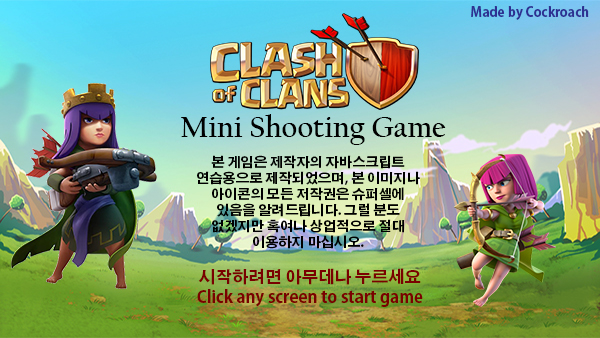 Made by Cockroach
CLASH
OF CLANS
Mini Shooting Game
본 게임은 제작자의 자바스크립트
연습용으로 제작되었으며, 본 이미지나
아이콘의 모든 저작권은 슈퍼셀에
있음을 알려드립니다. 그럴 분도
없겠지만 혹여나 상업적으로 절대
이용하지 마십시오.
시작하려면 아무데나 누르세요
Click any screen to start game